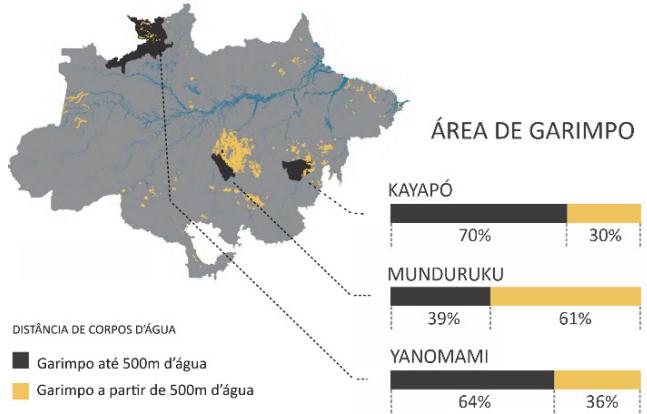 ÁREA DE GARIMPO
KAYAPÓ
70% 30%
MUNDURUKU
39% 61%
YANOMAMI
64% 36%
DISTÂNCIA DE CORPOS D'ÁGUA
Garimpo até 500m d'água
Garimpo a partir de 500m d'água